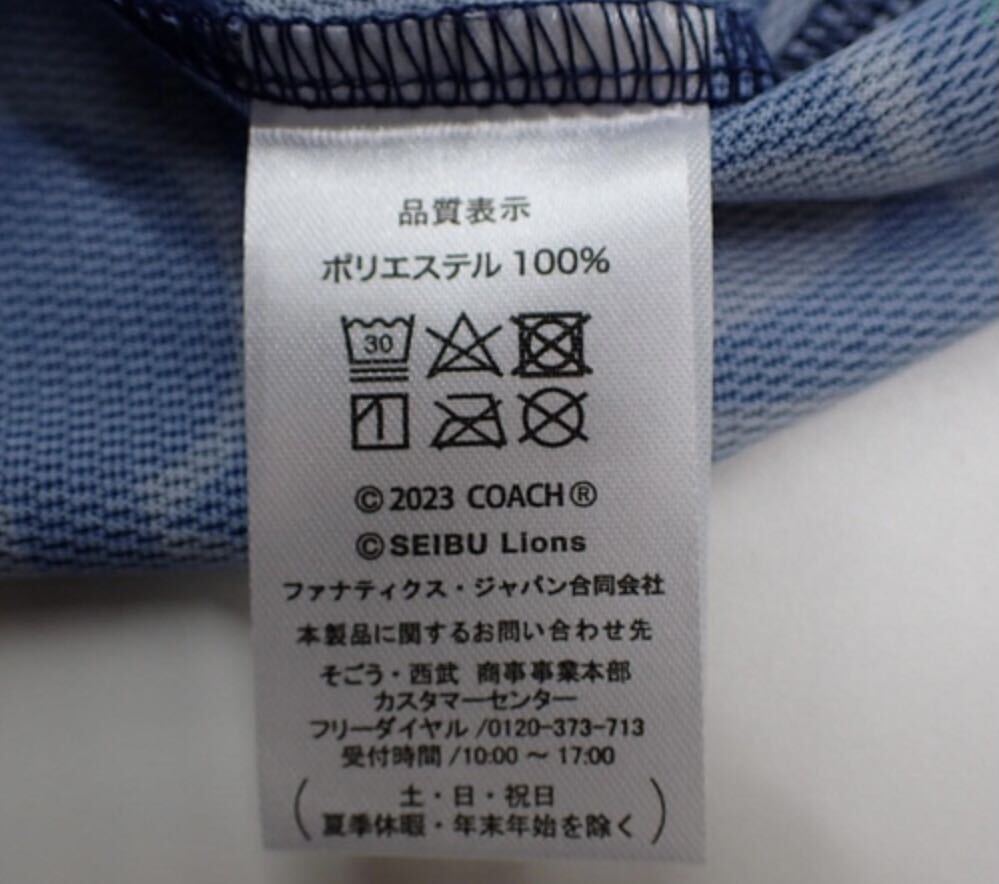 品質表示
ポリエステル 100%
30
© 2023 COACH ®
© SEIBU Lions
ファナティクス・ジャパン合同会社
本製品に関するお問い合わせ先
そごう・西武 商事事業本部
カスタマーセンター
フリーダイヤル /0120-373-713
受付時間 /10:00 ~ 17:00
(土・日・祝日
夏季休暇・年末年始を除く)